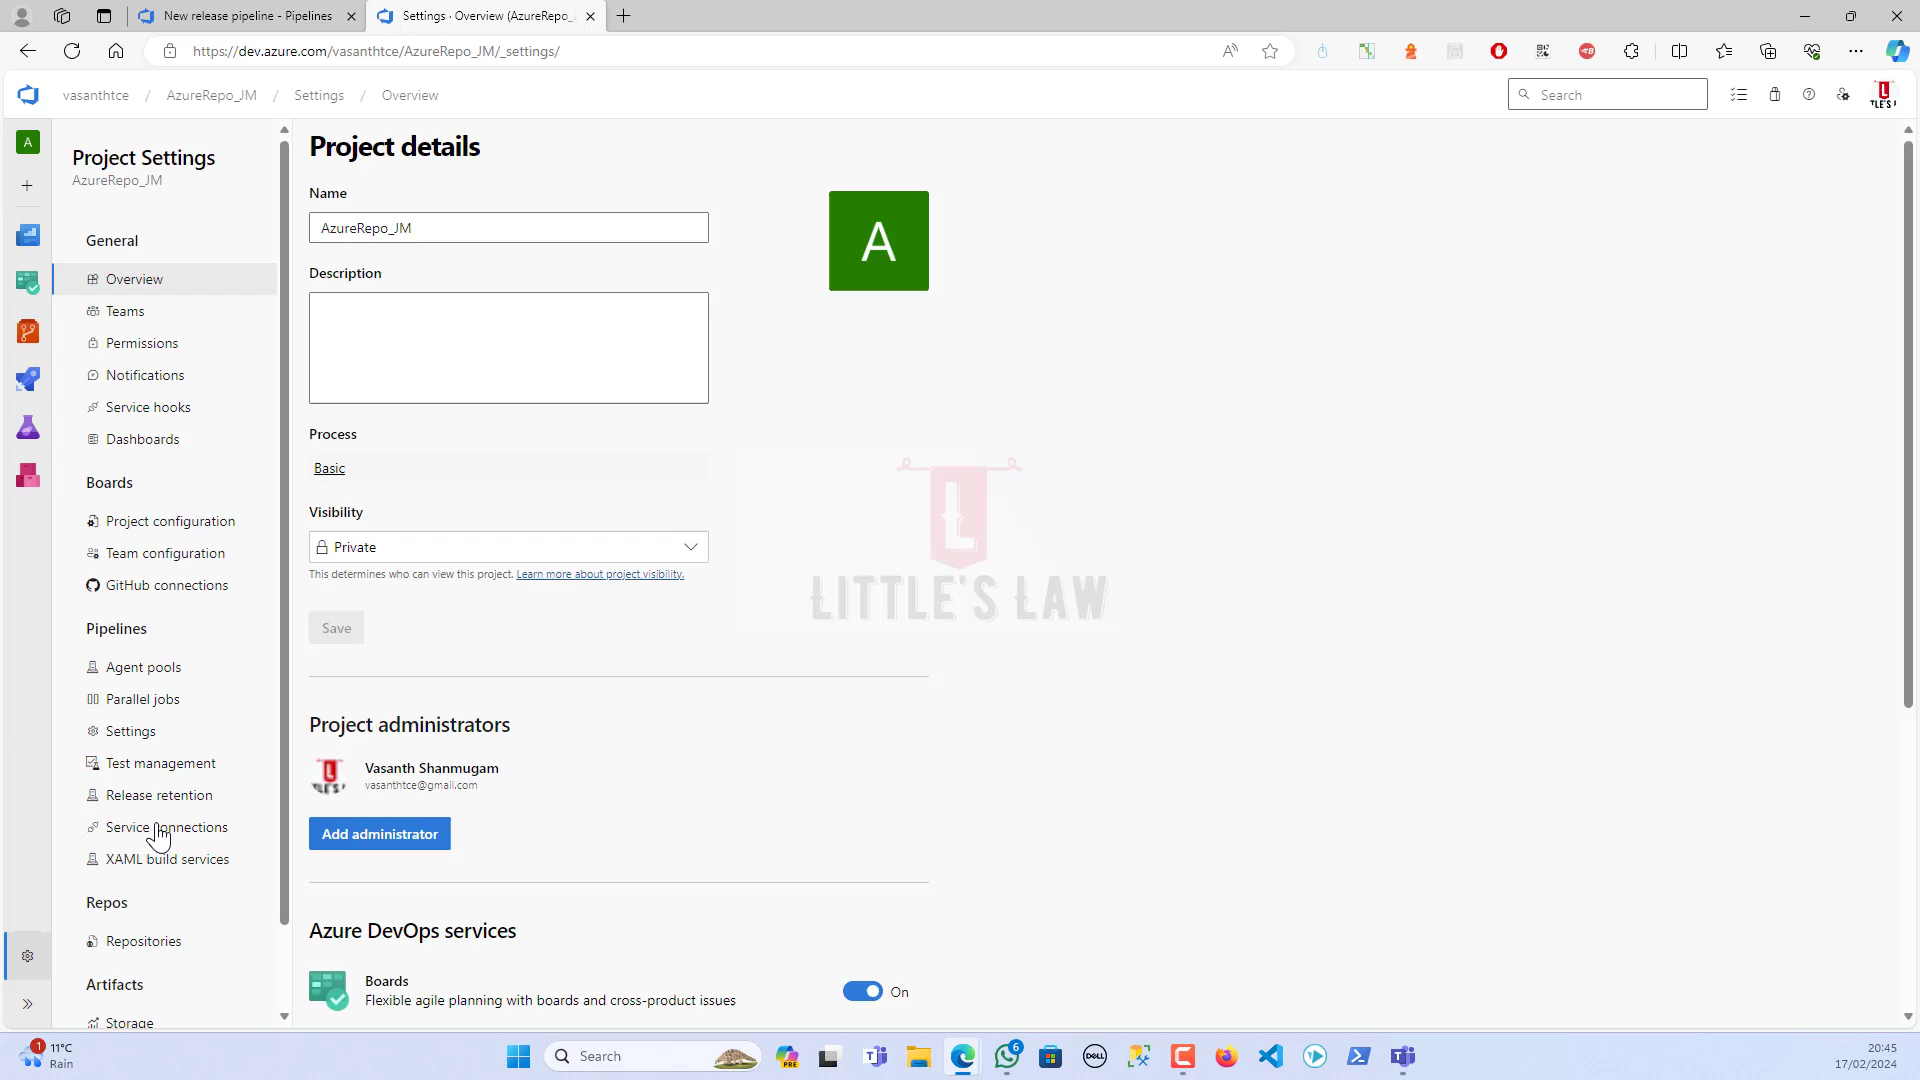 New release pipeline - Pipelines
Settings · Overview (AzureRepo_
https://dev.azure.com/vasanthtce/AzureRepo_JM/_settings/
vasanthtce / AzureRepo_JM / Settings / Overview
Search
L
TLE'S
A
Project Settings
AzureRepo_JM
General
Overview
Teams
Permissions
Notifications
Service hooks
Dashboards
Boards
Project configuration
Team configuration
GitHub connections
Pipelines
Agent pools
Parallel jobs
Settings
Test management
Release retention
Service connections
XAML build services
Repos
Repositories
Artifacts
Storage
Project details
Name
AzureRepo_JM
A
Description
Process
Basic
Visibility
Private
This determines who can view this project. Learn more about project visibility.
Save
L
LITTLE'S LAW
Project administrators
Vasanth Shanmugam
vasanthtce@gmail.com
Add administrator
Azure DevOps services
Boards
Flexible agile planning with boards and cross-product issues
On
1
11°C
Rain
Search
PRE
6
DELL
20:45
17/02/2024